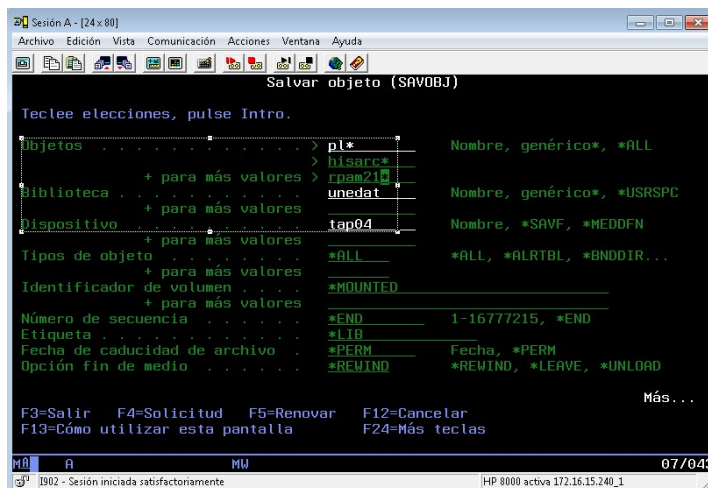 Sesión A - [24 x 80]
Archivo Edición Vista Comunicación Acciones Ventana Ayuda
Salvar objeto (SAVOBJ)
Teclee elecciones, pulse Intro.
Objetos . . . . . . . . . . . . . > pl* Nombre, genérico*, *ALL
> hisarc*
+ para más valores > rpam21*
Biblioteca . . . . . . . . . . . unedat Nombre, genérico*, *USRSPC
+ para más valores
Dispositivo . . . . . . . . . . tap04 Nombre, *SAVF, *MEDDFN
+ para más valores
Tipos de objeto . . . . . . . . *ALL *ALL, *ALRTBL, *BNDDIR...
+ para más valores
Identificador de volumen . . . . *MOUNTED
+ para más valores
Número de secuencia . . . . . . *END 1-16777215, *END
Etiqueta . . . . . . . . . . . . *LIB
Fecha de caducidad de archivo . *PERM Fecha, *PERM
Opción fin de medio . . . . . . *REWIND *REWIND, *LEAVE, *UNLOAD
Más...
F3=Salir F4=Solicitud F5=Renovar F12=Cancelar
F13=Cómo utilizar esta pantalla F24=Más teclas
MA A MW 07/043
I902 - Sesión iniciada satisfactoriamente HP 8000 activa 172.16.15.240_1